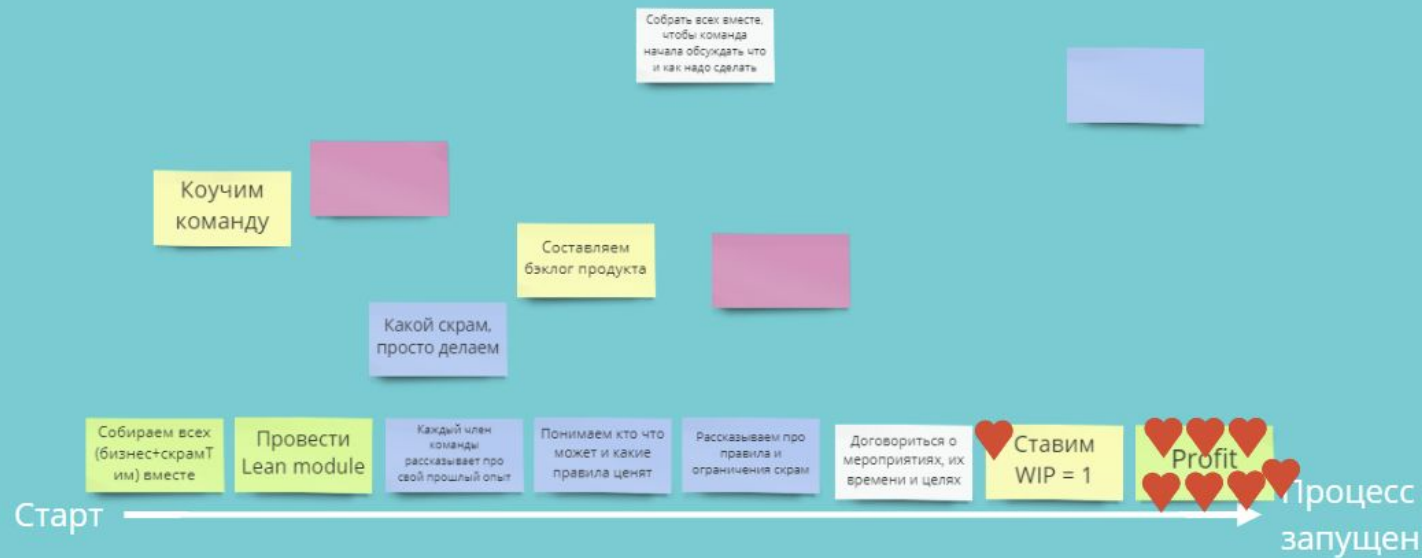 Собрать всех вместе,
чтобы команда
начала обсуждать что
и как надо сделать
Коучим
команду
Составляем
бэклог продукта
Какой скрам,
просто делаем
Собираем всех
(бизнес+скрамТ
им) вместе
Провести
Lean module
Каждый член
команды
рассказывает про
свой прошлый опыт
Понимаем кто что
может и какие
правила ценят
Рассказываем про
правила и
ограничения скрам
Договориться о
мероприятиях, их
времени и целях
Ставим
WIP = 1
Profit
Старт
Процесс
запущен